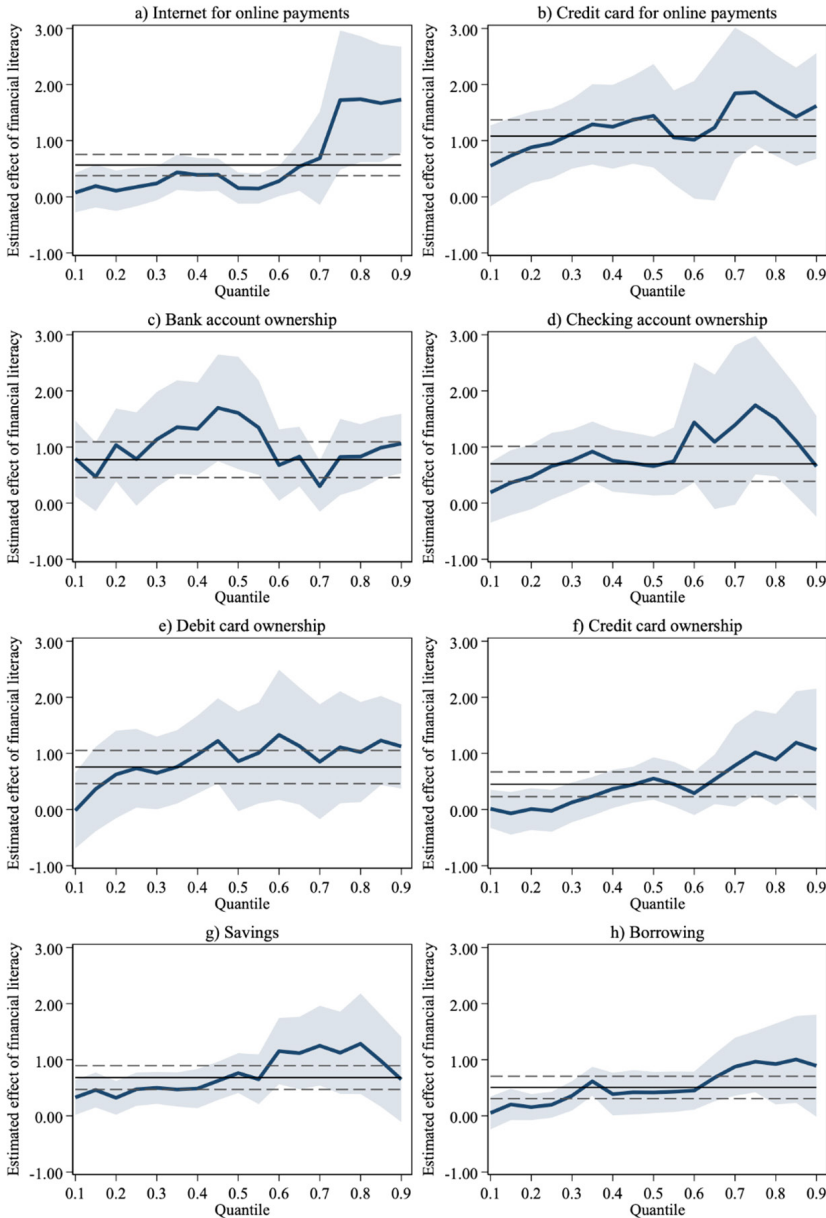 a) Internet for online payments
Estimated effect of financial literacy
3.00
2.00
1.00
0.00
-1.00
0.1 0.2 0.3 0.4 0.5 0.6 0.7 0.8 0.9
Quantile
b) Credit card for online payments
Estimated effect of financial literacy
3.00
2.00
1.00
0.00
-1.00
0.1 0.2 0.3 0.4 0.5 0.6 0.7 0.8 0.9
Quantile
c) Bank account ownership
Estimated effect of financial literacy
3.00
2.00
1.00
0.00
-1.00
0.1 0.2 0.3 0.4 0.5 0.6 0.7 0.8 0.9
Quantile
d) Checking account ownership
Estimated effect of financial literacy
3.00
2.00
1.00
0.00
-1.00
0.1 0.2 0.3 0.4 0.5 0.6 0.7 0.8 0.9
Quantile
e) Debit card ownership
Estimated effect of financial literacy
3.00
2.00
1.00
0.00
-1.00
0.1 0.2 0.3 0.4 0.5 0.6 0.7 0.8 0.9
Quantile
f) Credit card ownership
Estimated effect of financial literacy
3.00
2.00
1.00
0.00
-1.00
0.1 0.2 0.3 0.4 0.5 0.6 0.7 0.8 0.9
Quantile
g) Savings
Estimated effect of financial literacy
3.00
2.00
1.00
0.00
-1.00
0.1 0.2 0.3 0.4 0.5 0.6 0.7 0.8 0.9
Quantile
h) Borrowing
Estimated effect of financial literacy
3.00
2.00
1.00
0.00
-1.00
0.1 0.2 0.3 0.4 0.5 0.6 0.7 0.8 0.9
Quantile